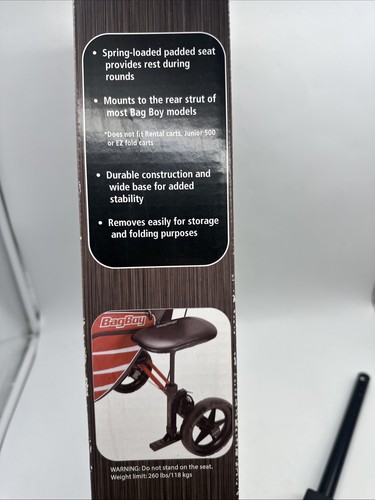 • Spring-loaded padded seat
provides rest during
rounds
• Mounts to the rear strut of
most Bag Boy models
*Does not fit Rental carts, Junior 500
or EZ fold carts
• Durable construction and
wide base for added
stability
• Removes easily for storage
and folding purposes
BagBoy
WARNING: Do not stand on the seat.
Weight limit: 260 lbs/118 kgs